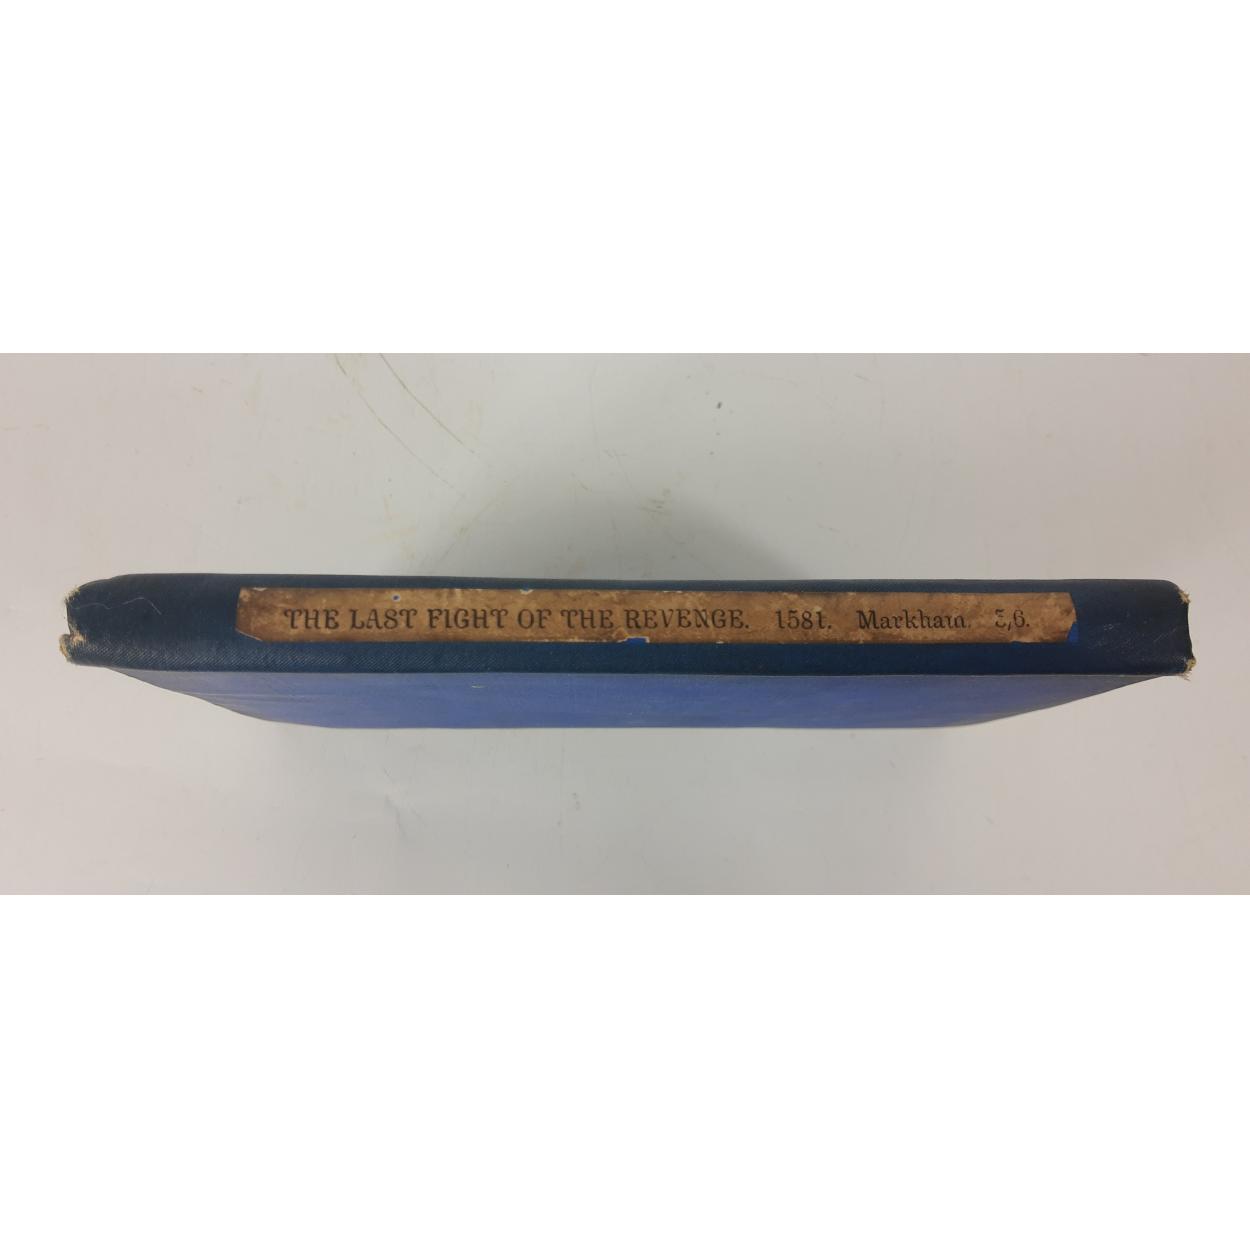 THE LAST FIGHT OF THE REVENGE. 1581. Markham. 3,6.